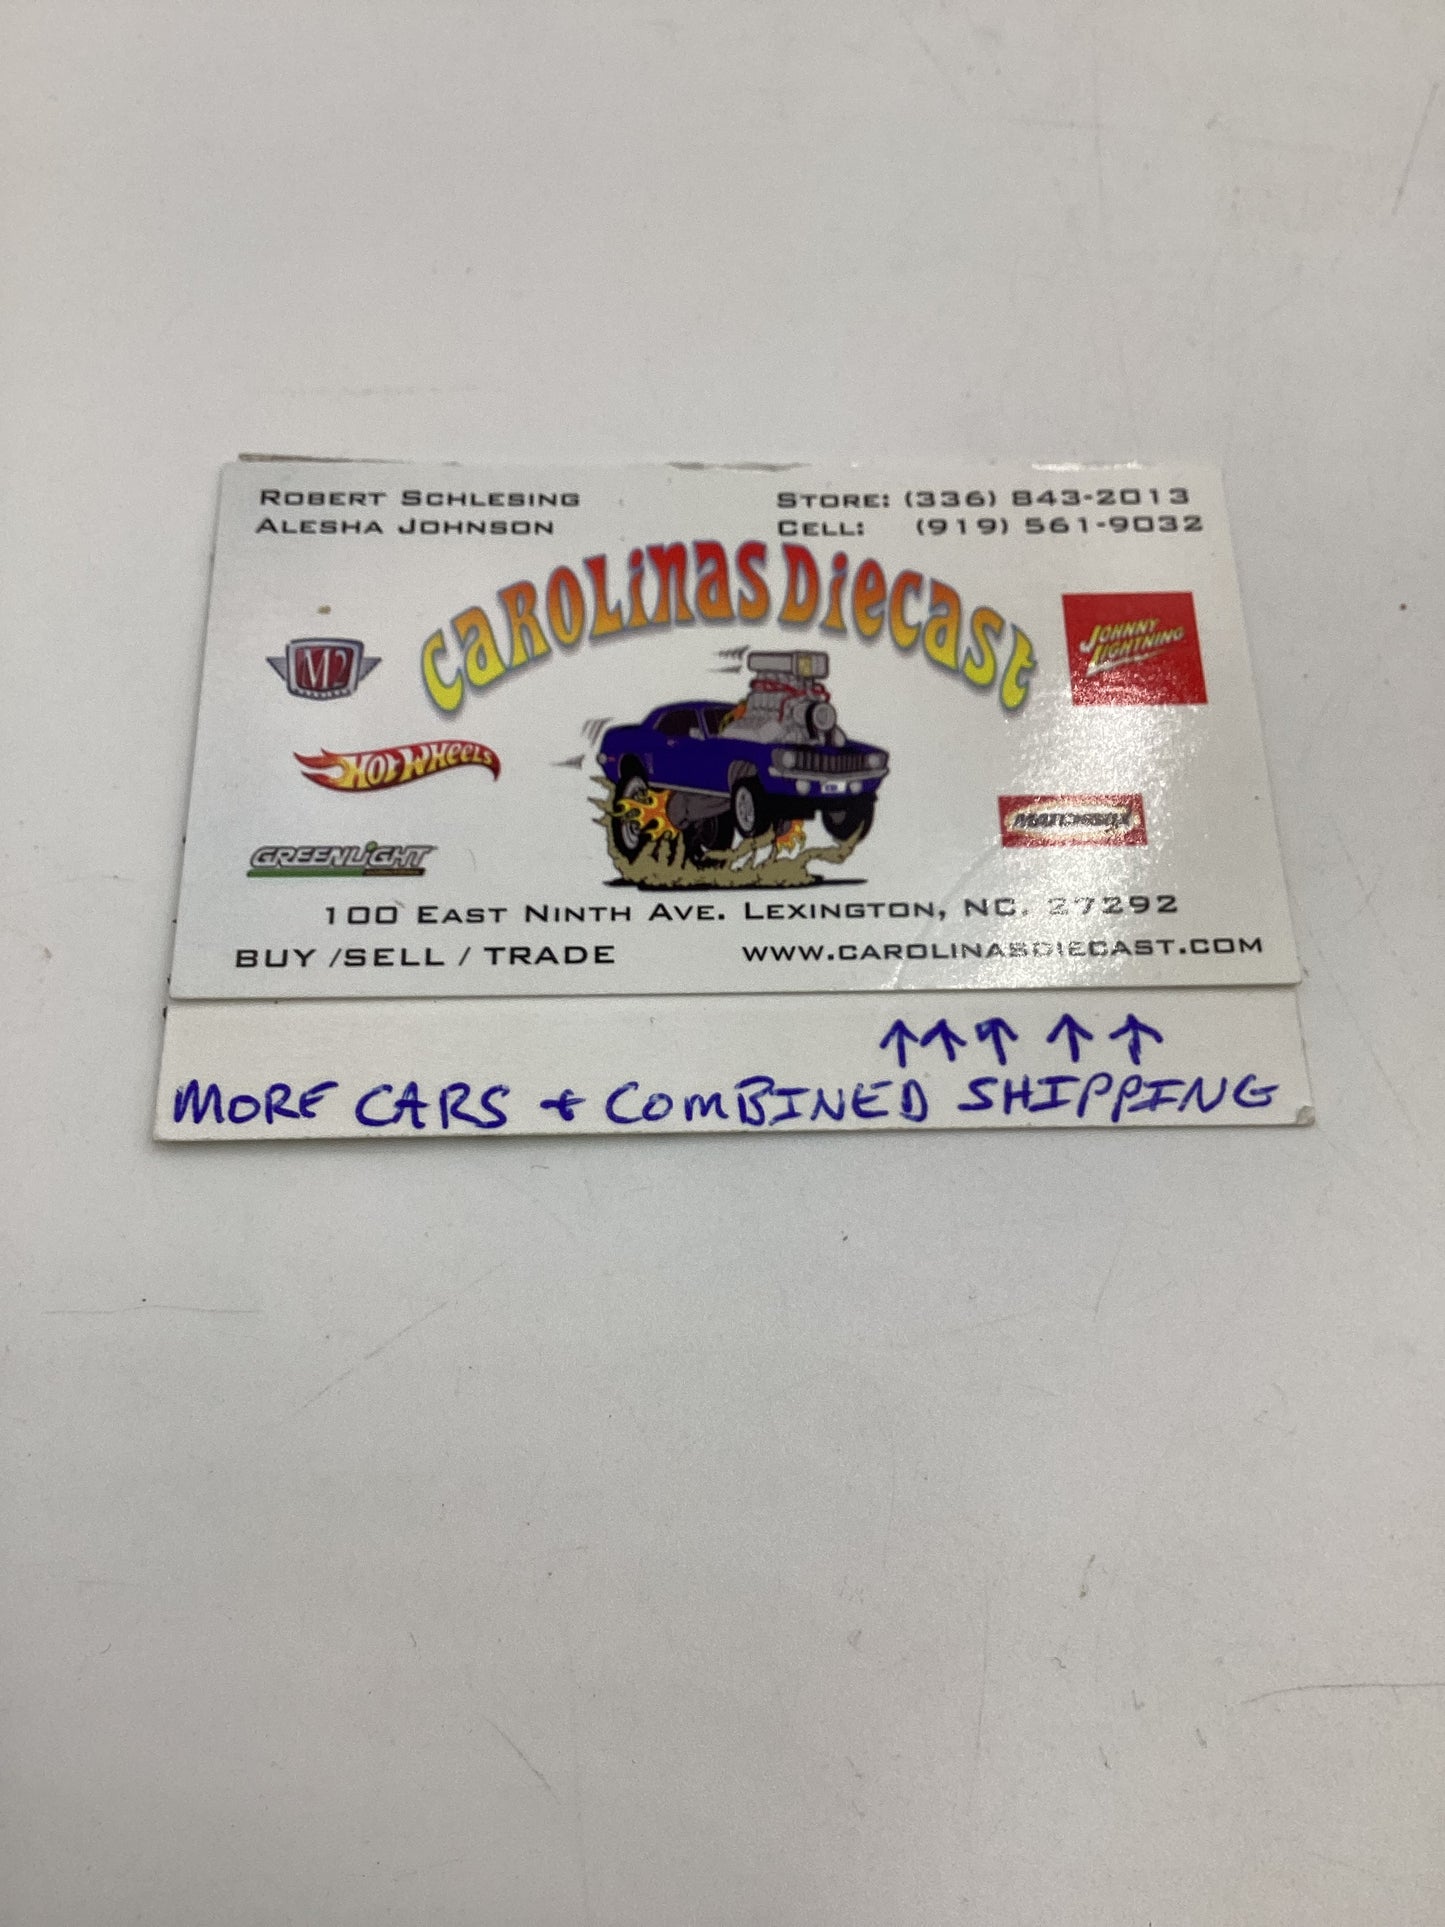 ROBERT SCHLESING
ALESHA JOHNSON
STORE: (336) 843-2013
CELL: (919) 561-9032
CAROLINAS DIECAST
M2
JOHNNY LIGHTNING
HOT WHEELS
MATCHBOX
GREENLIGHT
100 EAST NINTH AVE. LEXINGTON, NC. 27292
BUY /SELL / TRADE
WWW.CAROLINASDIECAST.COM
↑↑↑ ↑ ↑
MORE CARS + COMBINED SHIPPING